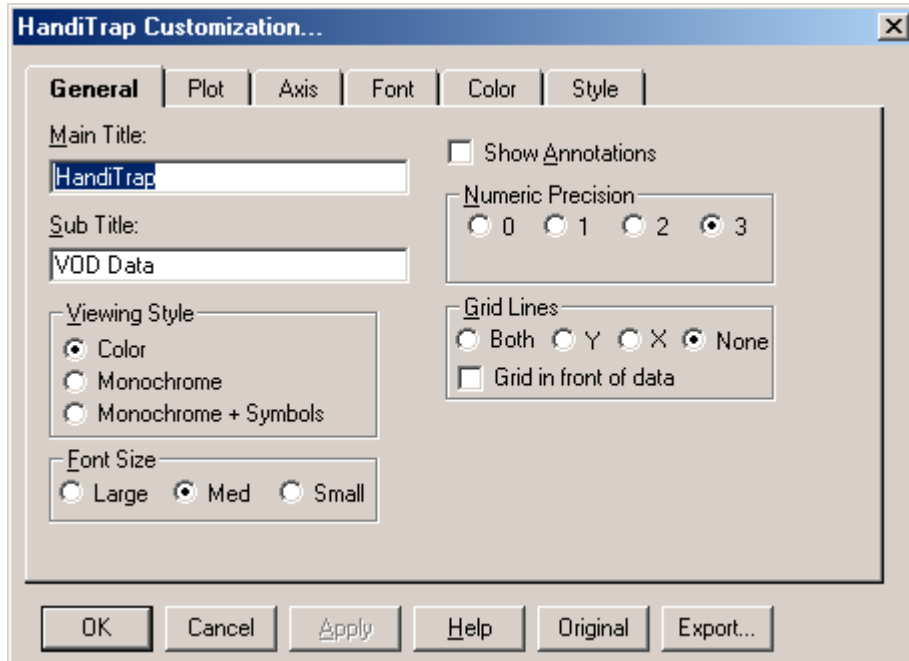 HandiTrap Customization...
General Plot Axis Font Color Style
Main Title:
HandiTrap
Sub Title:
VOD Data
Viewing Style
Color
Monochrome
Monochrome + Symbols
Font Size
Large Med Small
Show Annotations
Numeric Precision
0 1 2 3
Grid Lines
Both Y X None
Grid in front of data
OK Cancel Apply Help Original Export...